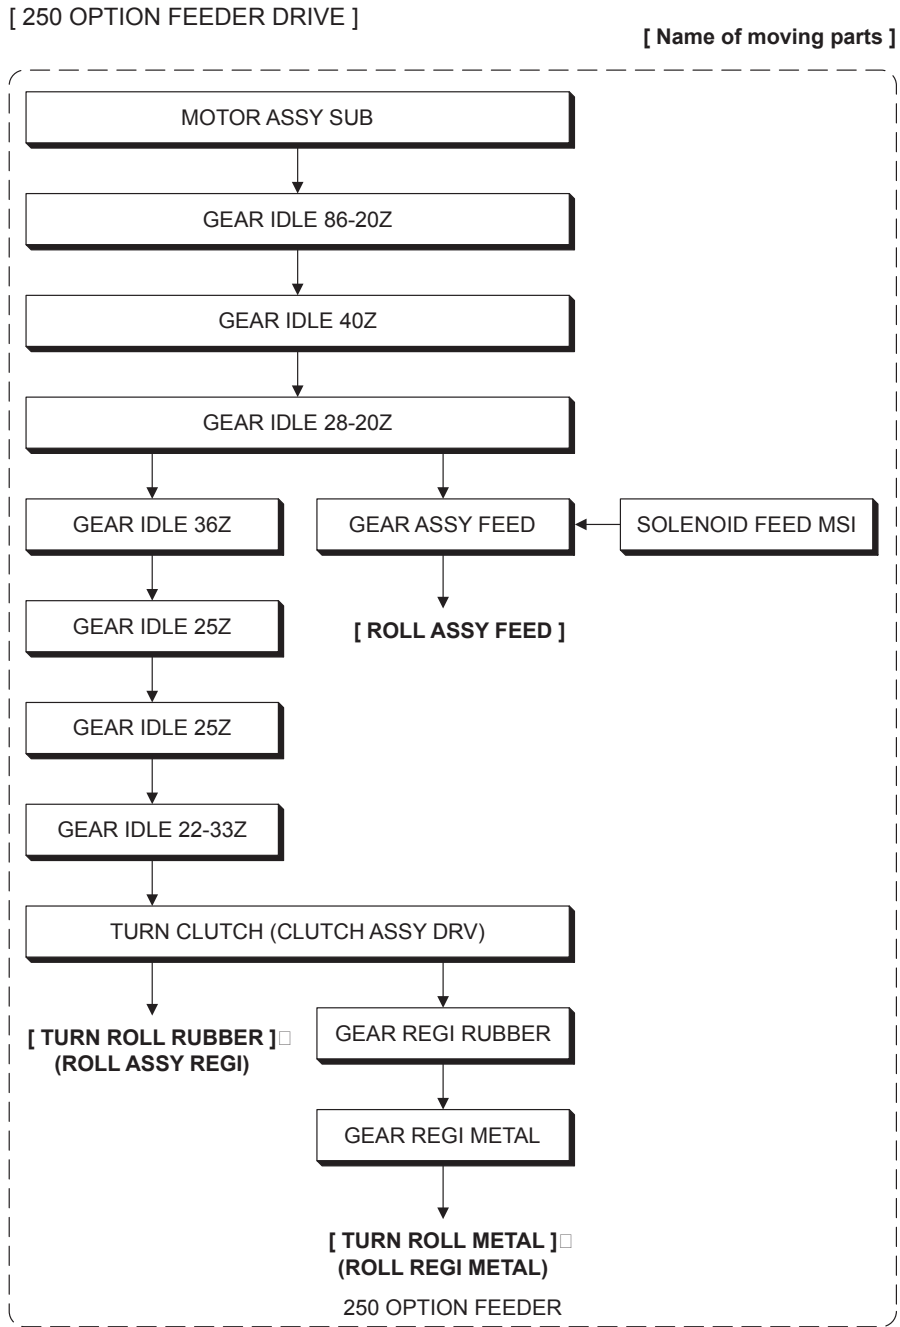 [ 250 OPTION FEEDER DRIVE ]
[ Name of moving parts ]
MOTOR ASSY SUB
GEAR IDLE 86-20Z
GEAR IDLE 40Z
GEAR IDLE 28-20Z
GEAR IDLE 36Z
GEAR ASSY FEED
SOLENOID FEED MSI
GEAR IDLE 25Z
[ ROLL ASSY FEED ]
GEAR IDLE 25Z
GEAR IDLE 22-33Z
TURN CLUTCH (CLUTCH ASSY DRV)
[ TURN ROLL RUBBER ]□
(ROLL ASSY REGI)
GEAR REGI RUBBER
GEAR REGI METAL
[ TURN ROLL METAL ]□
(ROLL REGI METAL)
250 OPTION FEEDER